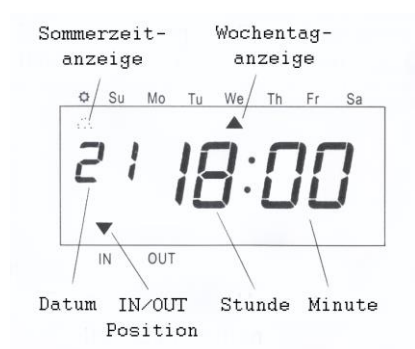 Sommerzeit-
anzeige
Wochentag-
anzeige
Su Mo Tu We Th Fr Sa
21 18:00
IN OUT
Datum IN/OUT Position Stunde Minute